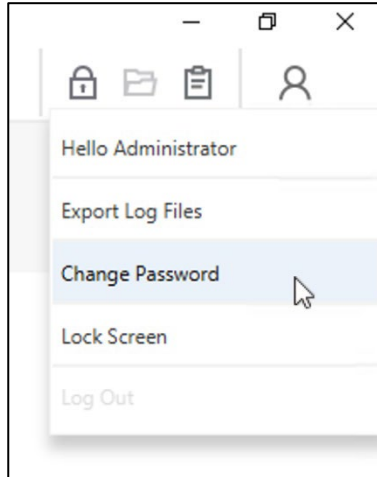 Hello Administrator
Export Log Files
Change Password
Lock Screen
Log Out